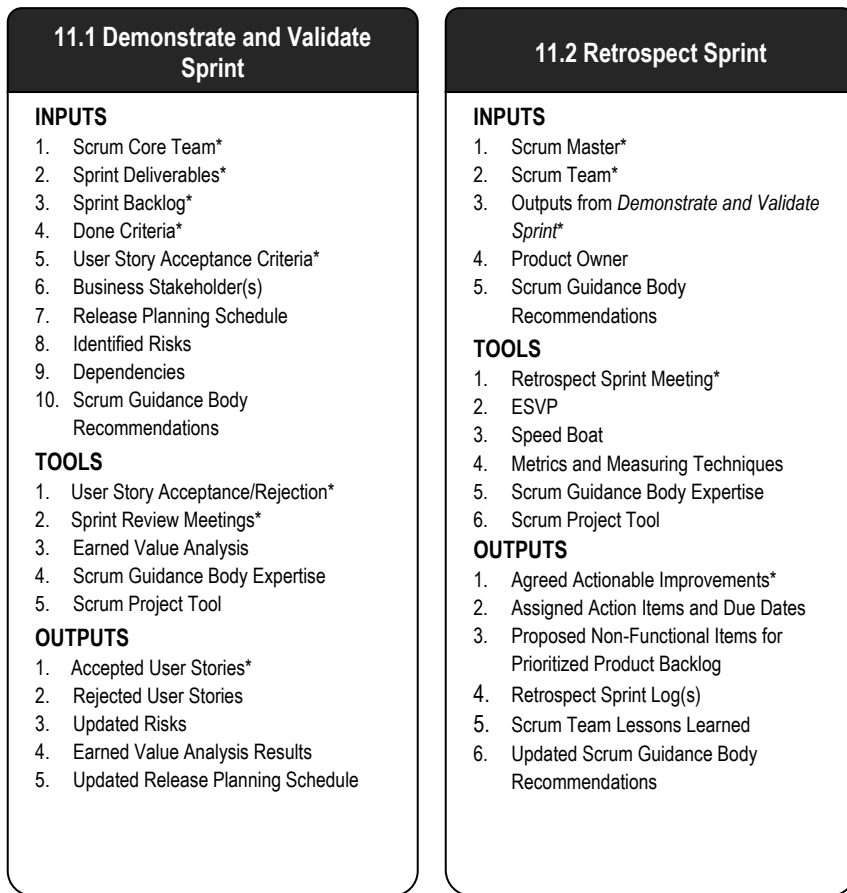 11.1 Demonstrate and Validate
Sprint
INPUTS
1. Scrum Core Team*
2. Sprint Deliverables*
3. Sprint Backlog*
4. Done Criteria*
5. User Story Acceptance Criteria*
6. Business Stakeholder(s)
7. Release Planning Schedule
8. Identified Risks
9. Dependencies
10. Scrum Guidance Body
Recommendations
TOOLS
1. User Story Acceptance/Rejection*
2. Sprint Review Meetings*
3. Earned Value Analysis
4. Scrum Guidance Body Expertise
5. Scrum Project Tool
OUTPUTS
1. Accepted User Stories*
2. Rejected User Stories
3. Updated Risks
4. Earned Value Analysis Results
5. Updated Release Planning Schedule
11.2 Retrospect Sprint
INPUTS
1. Scrum Master*
2. Scrum Team*
3. Outputs from Demonstrate and Validate
Sprint*
4. Product Owner
5. Scrum Guidance Body
Recommendations
TOOLS
1. Retrospect Sprint Meeting*
2. ESVP
3. Speed Boat
4. Metrics and Measuring Techniques
5. Scrum Guidance Body Expertise
6. Scrum Project Tool
OUTPUTS
1. Agreed Actionable Improvements*
2. Assigned Action Items and Due Dates
3. Proposed Non-Functional Items for
Prioritized Product Backlog
4. Retrospect Sprint Log(s)
5. Scrum Team Lessons Learned
6. Updated Scrum Guidance Body
Recommendations